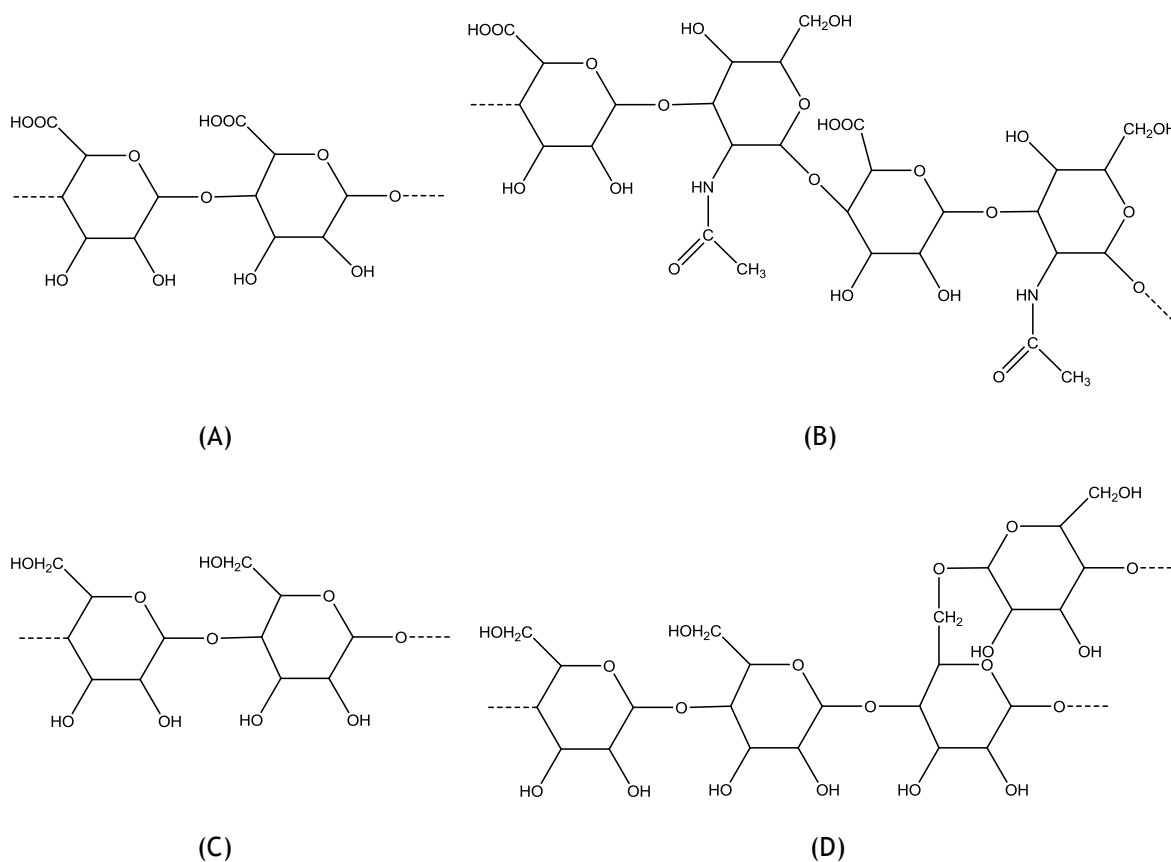 HOOC O HOOC O O O
HO OH HO OH
(A)
HOOC O HO CH₂OH O O
HO OH HN O HOOC O HO CH₂OH O O
C O CH₃ HO OH HN O
C O CH₃
(B)
HOH₂C O HOH₂C O O O
HO OH HO OH
(C)
CH₂OH O O O
HOH₂C O HOH₂C O CH₂ HO OH O
O O O
HO OH HO OH HO OH
(D)